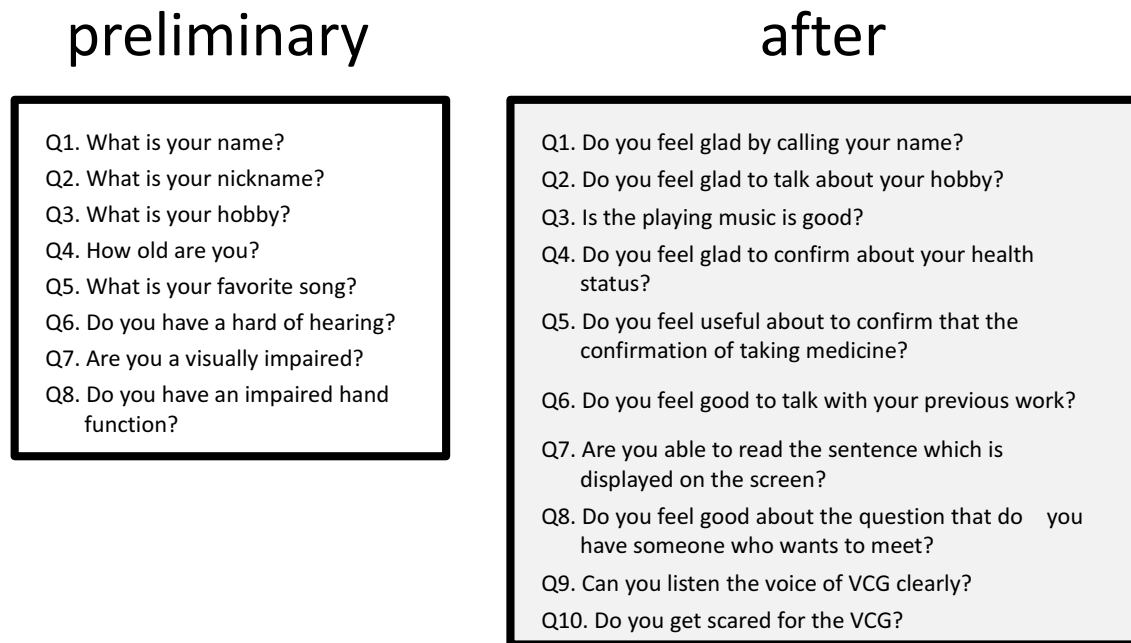 preliminary
Q1. What is your name?
Q2. What is your nickname?
Q3. What is your hobby?
Q4. How old are you?
Q5. What is your favorite song?
Q6. Do you have a hard of hearing?
Q7. Are you a visually impaired?
Q8. Do you have an impaired hand
function?
after
Q1. Do you feel glad by calling your name?
Q2. Do you feel glad to talk about your hobby?
Q3. Is the playing music is good?
Q4. Do you feel glad to confirm about your health
status?
Q5. Do you feel useful about to confirm that the
confirmation of taking medicine?
Q6. Do you feel good to talk with your previous work?
Q7. Are you able to read the sentence which is
displayed on the screen?
Q8. Do you feel good about the question that do you
have someone who wants to meet?
Q9. Can you listen the voice of VCG clearly?
Q10. Do you get scared for the VCG?